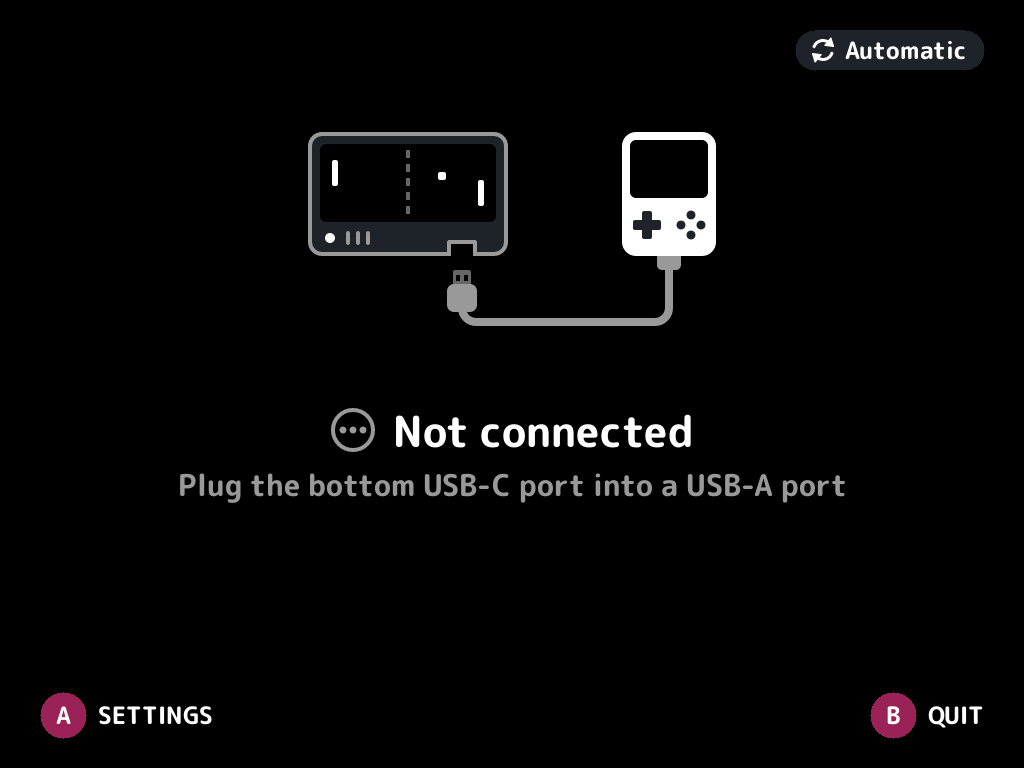 Automatic
Not connected
Plug the bottom USB-C port into a USB-A port
A SETTINGS
B QUIT